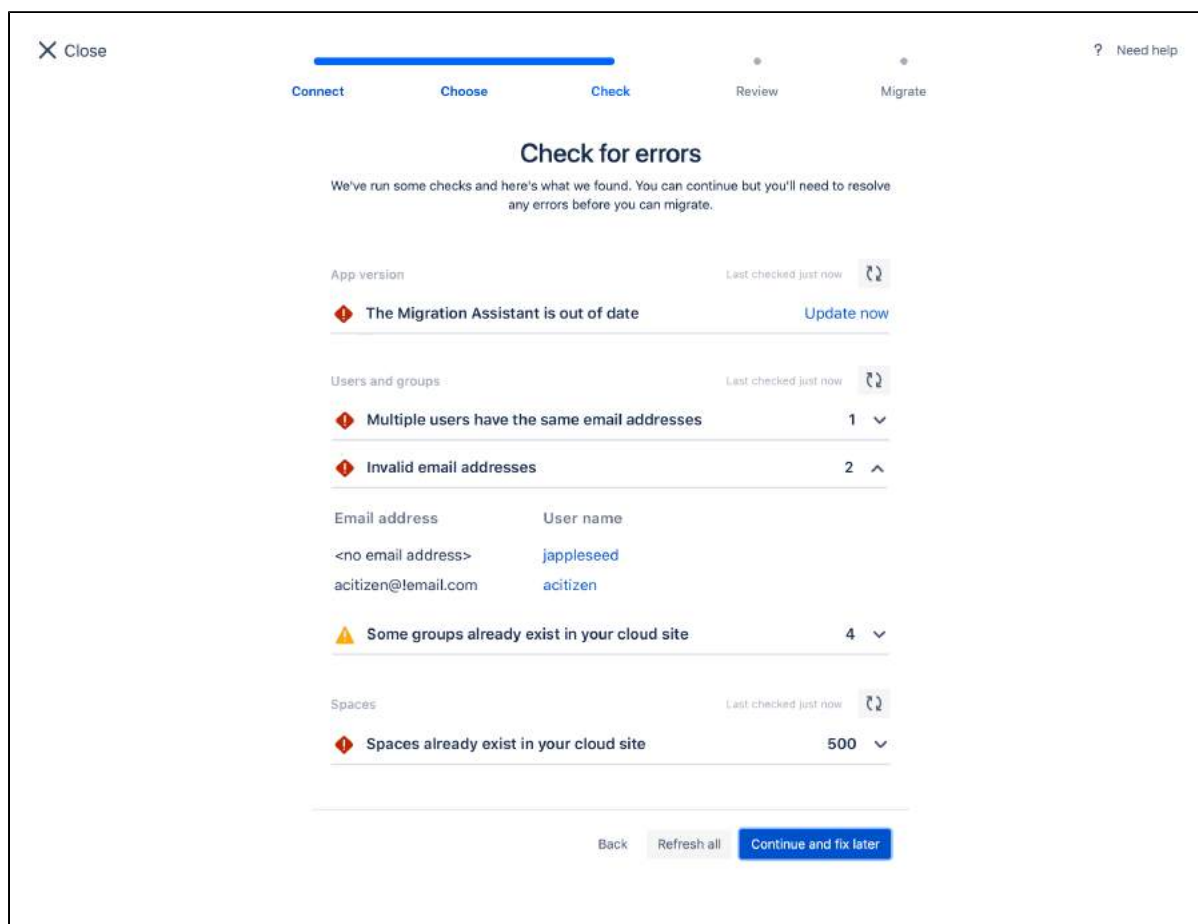 Close
? Need help
Connect Choose Check Review Migrate
Check for errors
We've run some checks and here's what we found. You can continue but you'll need to resolve
any errors before you can migrate.
App version Last checked just now
The Migration Assistant is out of date Update now
Users and groups Last checked just now
Multiple users have the same email addresses 1
Invalid email addresses 2
Email address User name
<no email address> jappleseed
acitizen@!email.com acitizen
Some groups already exist in your cloud site 4
Spaces Last checked just now
Spaces already exist in your cloud site 500
Back Refresh all Continue and fix later